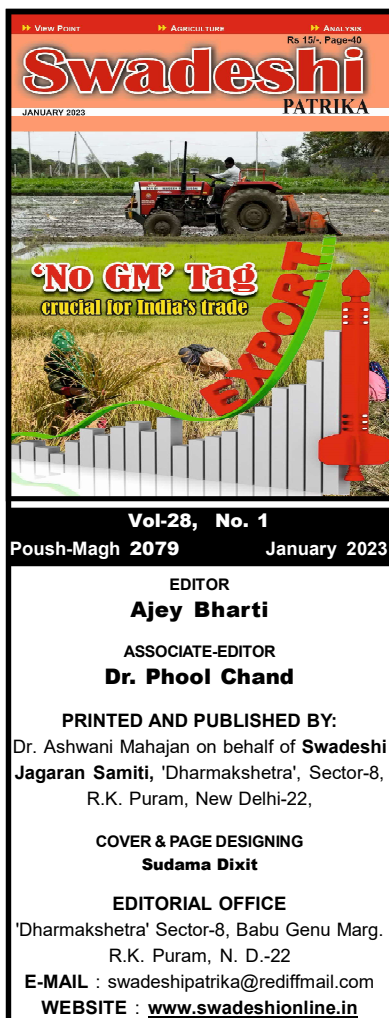 View Point Agriculture Analysis
Rs 15/-, Page-40
Swadeshi
JANUARY 2023 PATRIKA
'No GM' Tag
crucial for India's trade
EXPORT
Vol-28, No. 1
Poush-Magh 2079 January 2023
EDITOR
Ajey Bharti
ASSOCIATE-EDITOR
Dr. Phool Chand
PRINTED AND PUBLISHED BY:
Dr. Ashwani Mahajan on behalf of Swadeshi
Jagaran Samiti, 'Dharmakshetra', Sector-8,
R.K. Puram, New Delhi-22,
COVER & PAGE DESIGNING
Sudama Dixit
EDITORIAL OFFICE
'Dharmakshetra' Sector-8, Babu Genu Marg.
R.K. Puram, N. D.-22
E-MAIL : swadeshipatrika@rediffmail.com
WEBSITE : www.swadeshionline.in